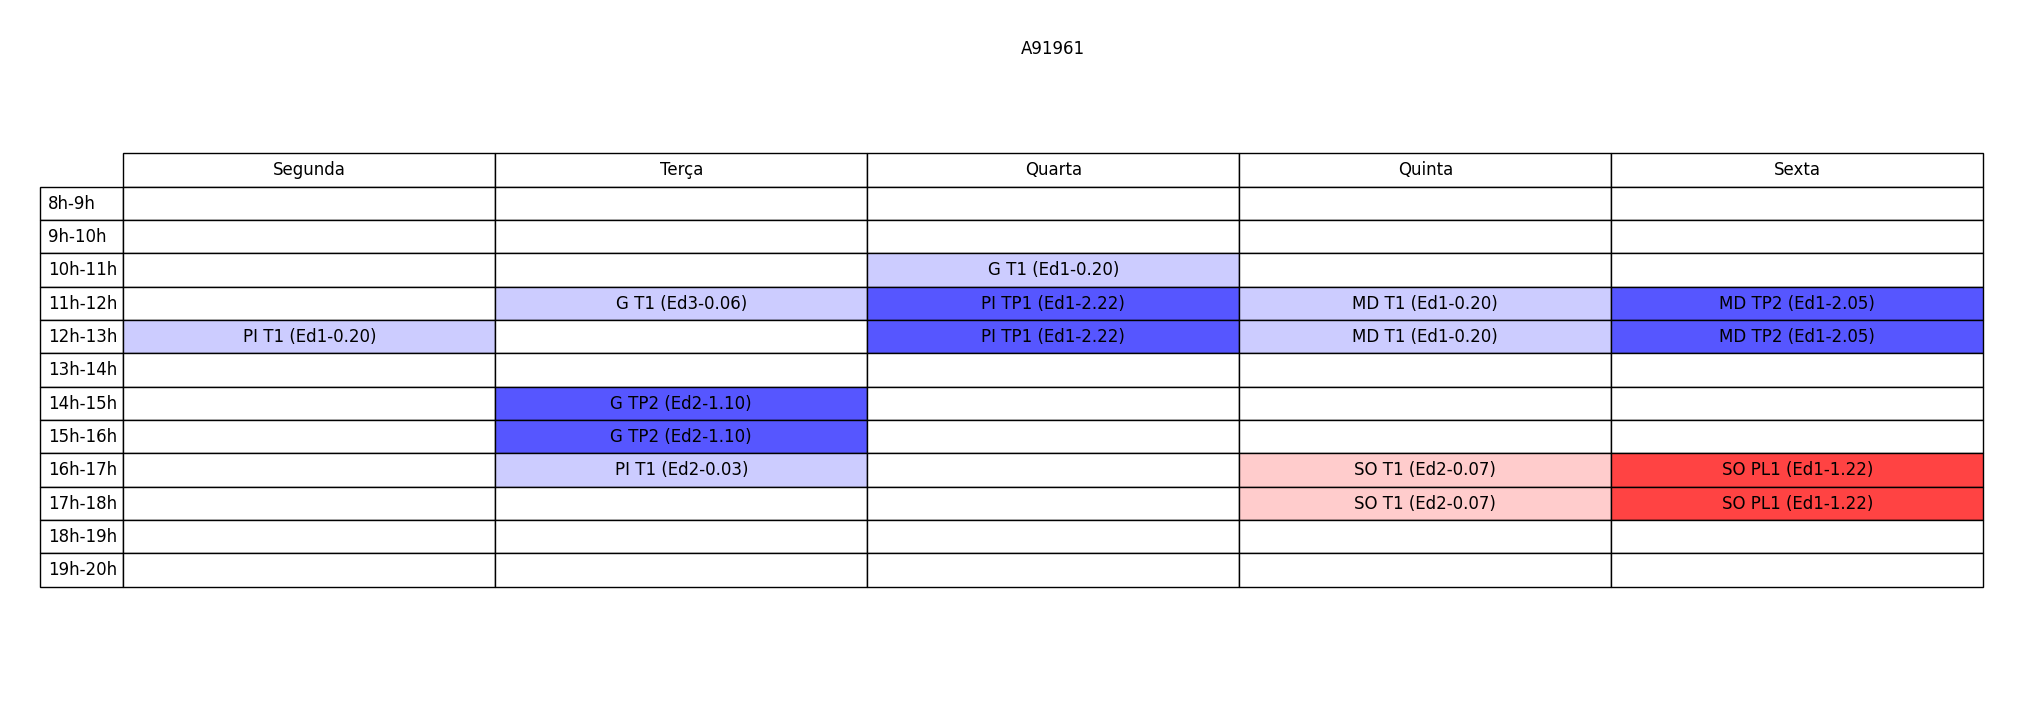 A91961
Segunda Terça Quarta Quinta Sexta
8h-9h
9h-10h
10h-11h G T1 (Ed1-0.20)
11h-12h G T1 (Ed3-0.06) PI TP1 (Ed1-2.22) MD T1 (Ed1-0.20) MD TP2 (Ed1-2.05)
12h-13h PI T1 (Ed1-0.20) PI TP1 (Ed1-2.22) MD T1 (Ed1-0.20) MD TP2 (Ed1-2.05)
13h-14h
14h-15h G TP2 (Ed2-1.10)
15h-16h G TP2 (Ed2-1.10)
16h-17h PI T1 (Ed2-0.03) SO T1 (Ed2-0.07) SO PL1 (Ed1-1.22)
17h-18h SO T1 (Ed2-0.07) SO PL1 (Ed1-1.22)
18h-19h
19h-20h